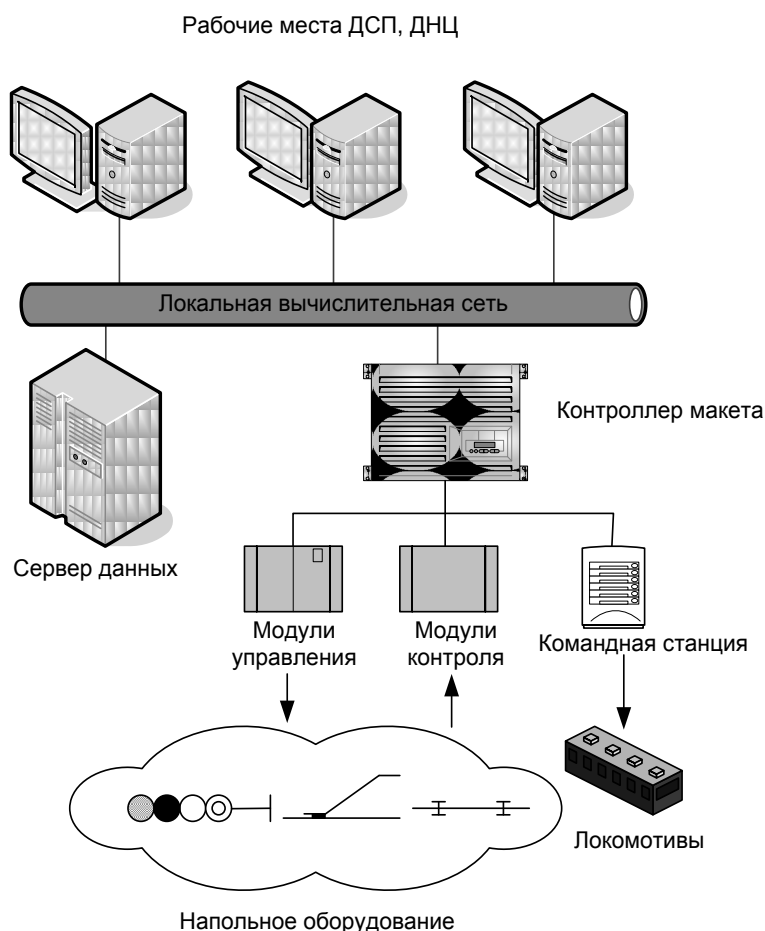 Рабочие места ДСП, ДНЦ
Локальная вычислительная сеть
Контроллер макета
Сервер данных
Модули
управления
Модули
контроля
Командная станция
Локомотивы
Напольное оборудование